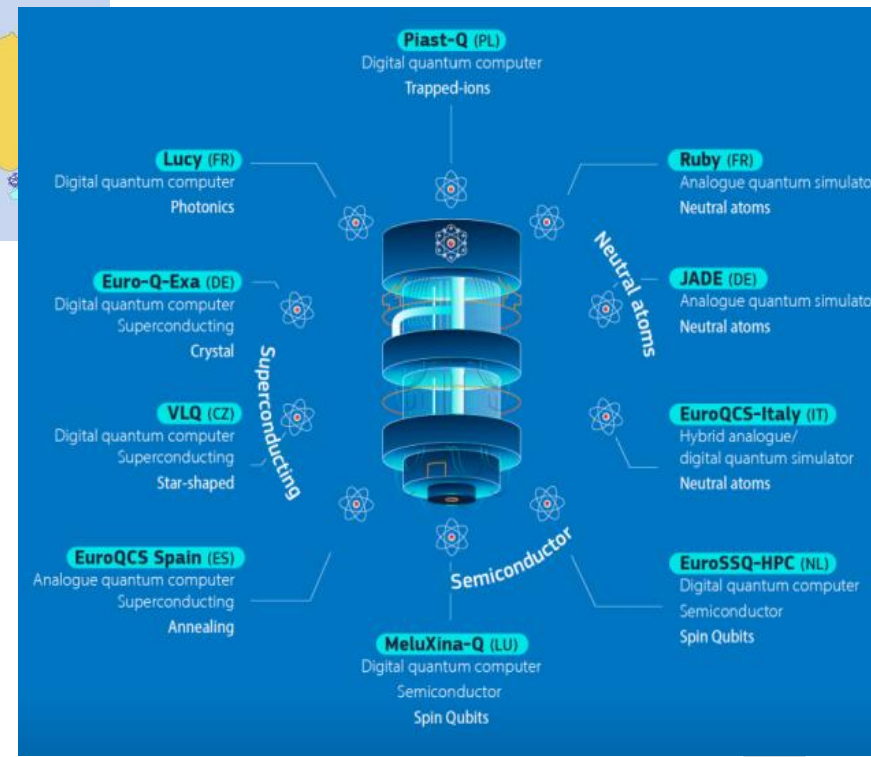 Piast-Q (PL)
Digital quantum computer
Trapped-ions
Lucy (FR)
Digital quantum computer
Photonics
Ruby (FR)
Analogue quantum simulato
Neutral atoms
Euro-Q-Exa (DE)
Digital quantum computer
Superconducting
Crystal
Neutral atoms
JADE (DE)
Analogue quantum simulato
Neutral atoms
VLQ (CZ)
Digital quantum computer
Superconducting
Star-shaped
Superconducting
EuroQCS-Italy (IT)
Hybrid analogue/
digital quantum simulator
Neutral atoms
EuroQCS Spain (ES)
Analogue quantum computer
Superconducting
Annealing
Semiconductor
EuroSSQ-HPC (NL)
Digital quantum computer
Semiconductor
Spin Qubits
MeluXina-Q (LU)
Digital quantum computer
Semiconductor
Spin Qubits